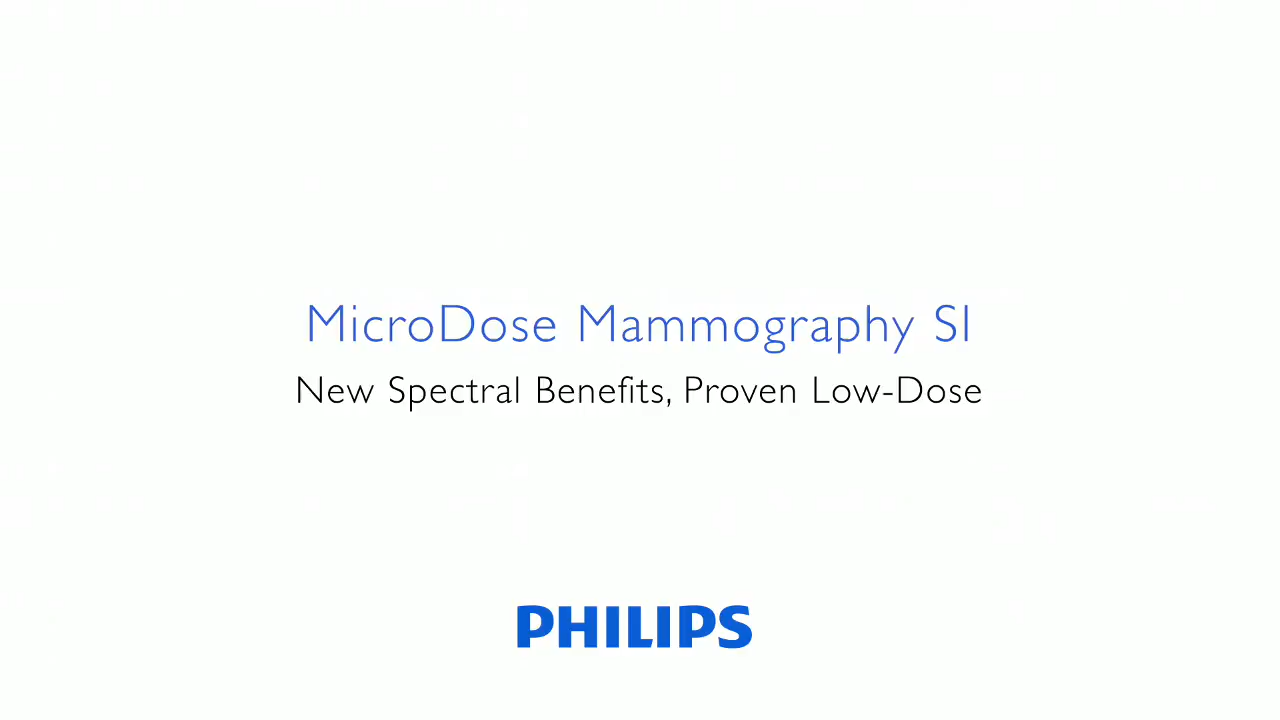 MicroDose Mammography SI
New Spectral Benefits, Proven Low-Dose
PHILIPS